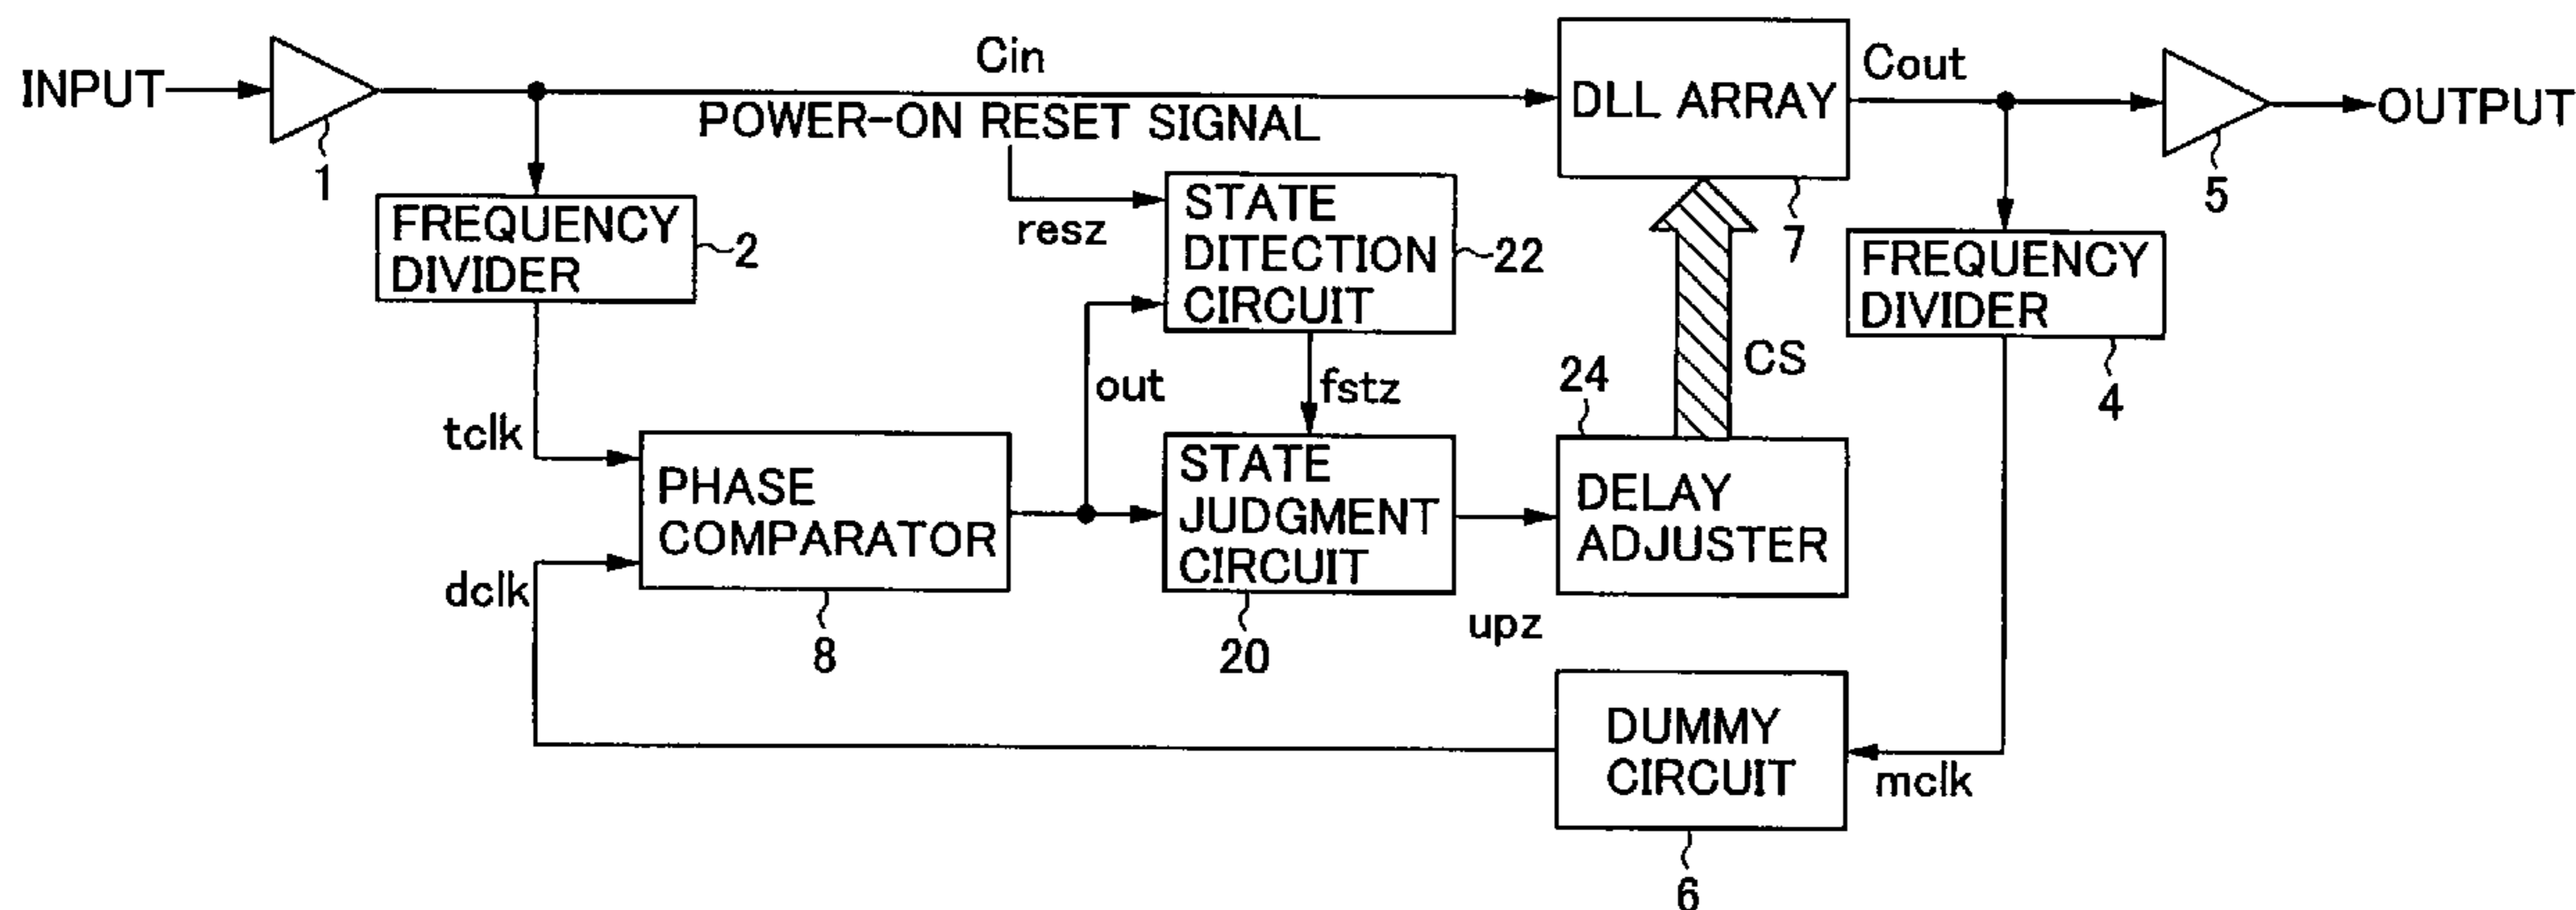 INPUT
1
Cin
POWER-ON RESET SIGNAL
resz
DLL ARRAY
7
Cout
5
OUTPUT
FREQUENCY
DIVIDER
2
STATE
DITECTION
CIRCUIT
22
FREQUENCY
DIVIDER
4
out
fstz
24
CS
tclk
dclk
PHASE
COMPARATOR
8
STATE
JUDGMENT
CIRCUIT
20
upz
DELAY
ADJUSTER
DUMMY
CIRCUIT
6
mclk